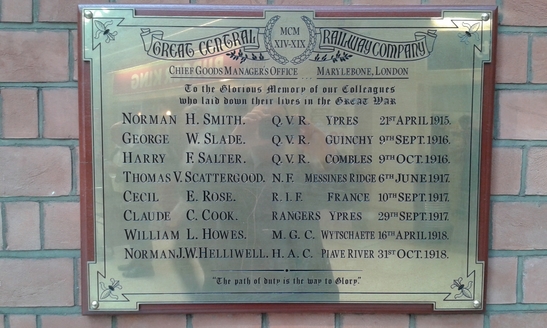 GREAT CENTRAL MCM XIV-XIX RAILWAY COMPANY
CHIEF GOODS MANAGERS OFFICE ... MARYLEBONE, LONDON
To the Glorious Memory of our Colleagues
who laid down their lives in the GREAT WAR
NORMAN H. SMITH. Q.V.R. YPRES 21ST APRIL 1915.
GEORGE W. SLADE. Q.V.R. GUINCHY 9TH SEPT. 1916.
HARRY F. SALTER. Q.V.R. COMBLES 9TH OCT. 1916.
THOMAS V. SCATTERGOOD. N.F. MESSINES RIDGE 6TH JUNE. 1917.
CECIL E. ROSE. R.I.F. FRANCE 10TH SEPT. 1917.
CLAUDE C. COOK. RANGERS YPRES 29TH SEPT. 1917.
WILLIAM L. HOWES. M.G.C. WYTSCHAETE 16TH APRIL 1918.
NORMAN.J.W.HELLIWELL. H.A.C. PIAVE RIVER 31ST OCT. 1918.
"The path of duty is the way to Glory."